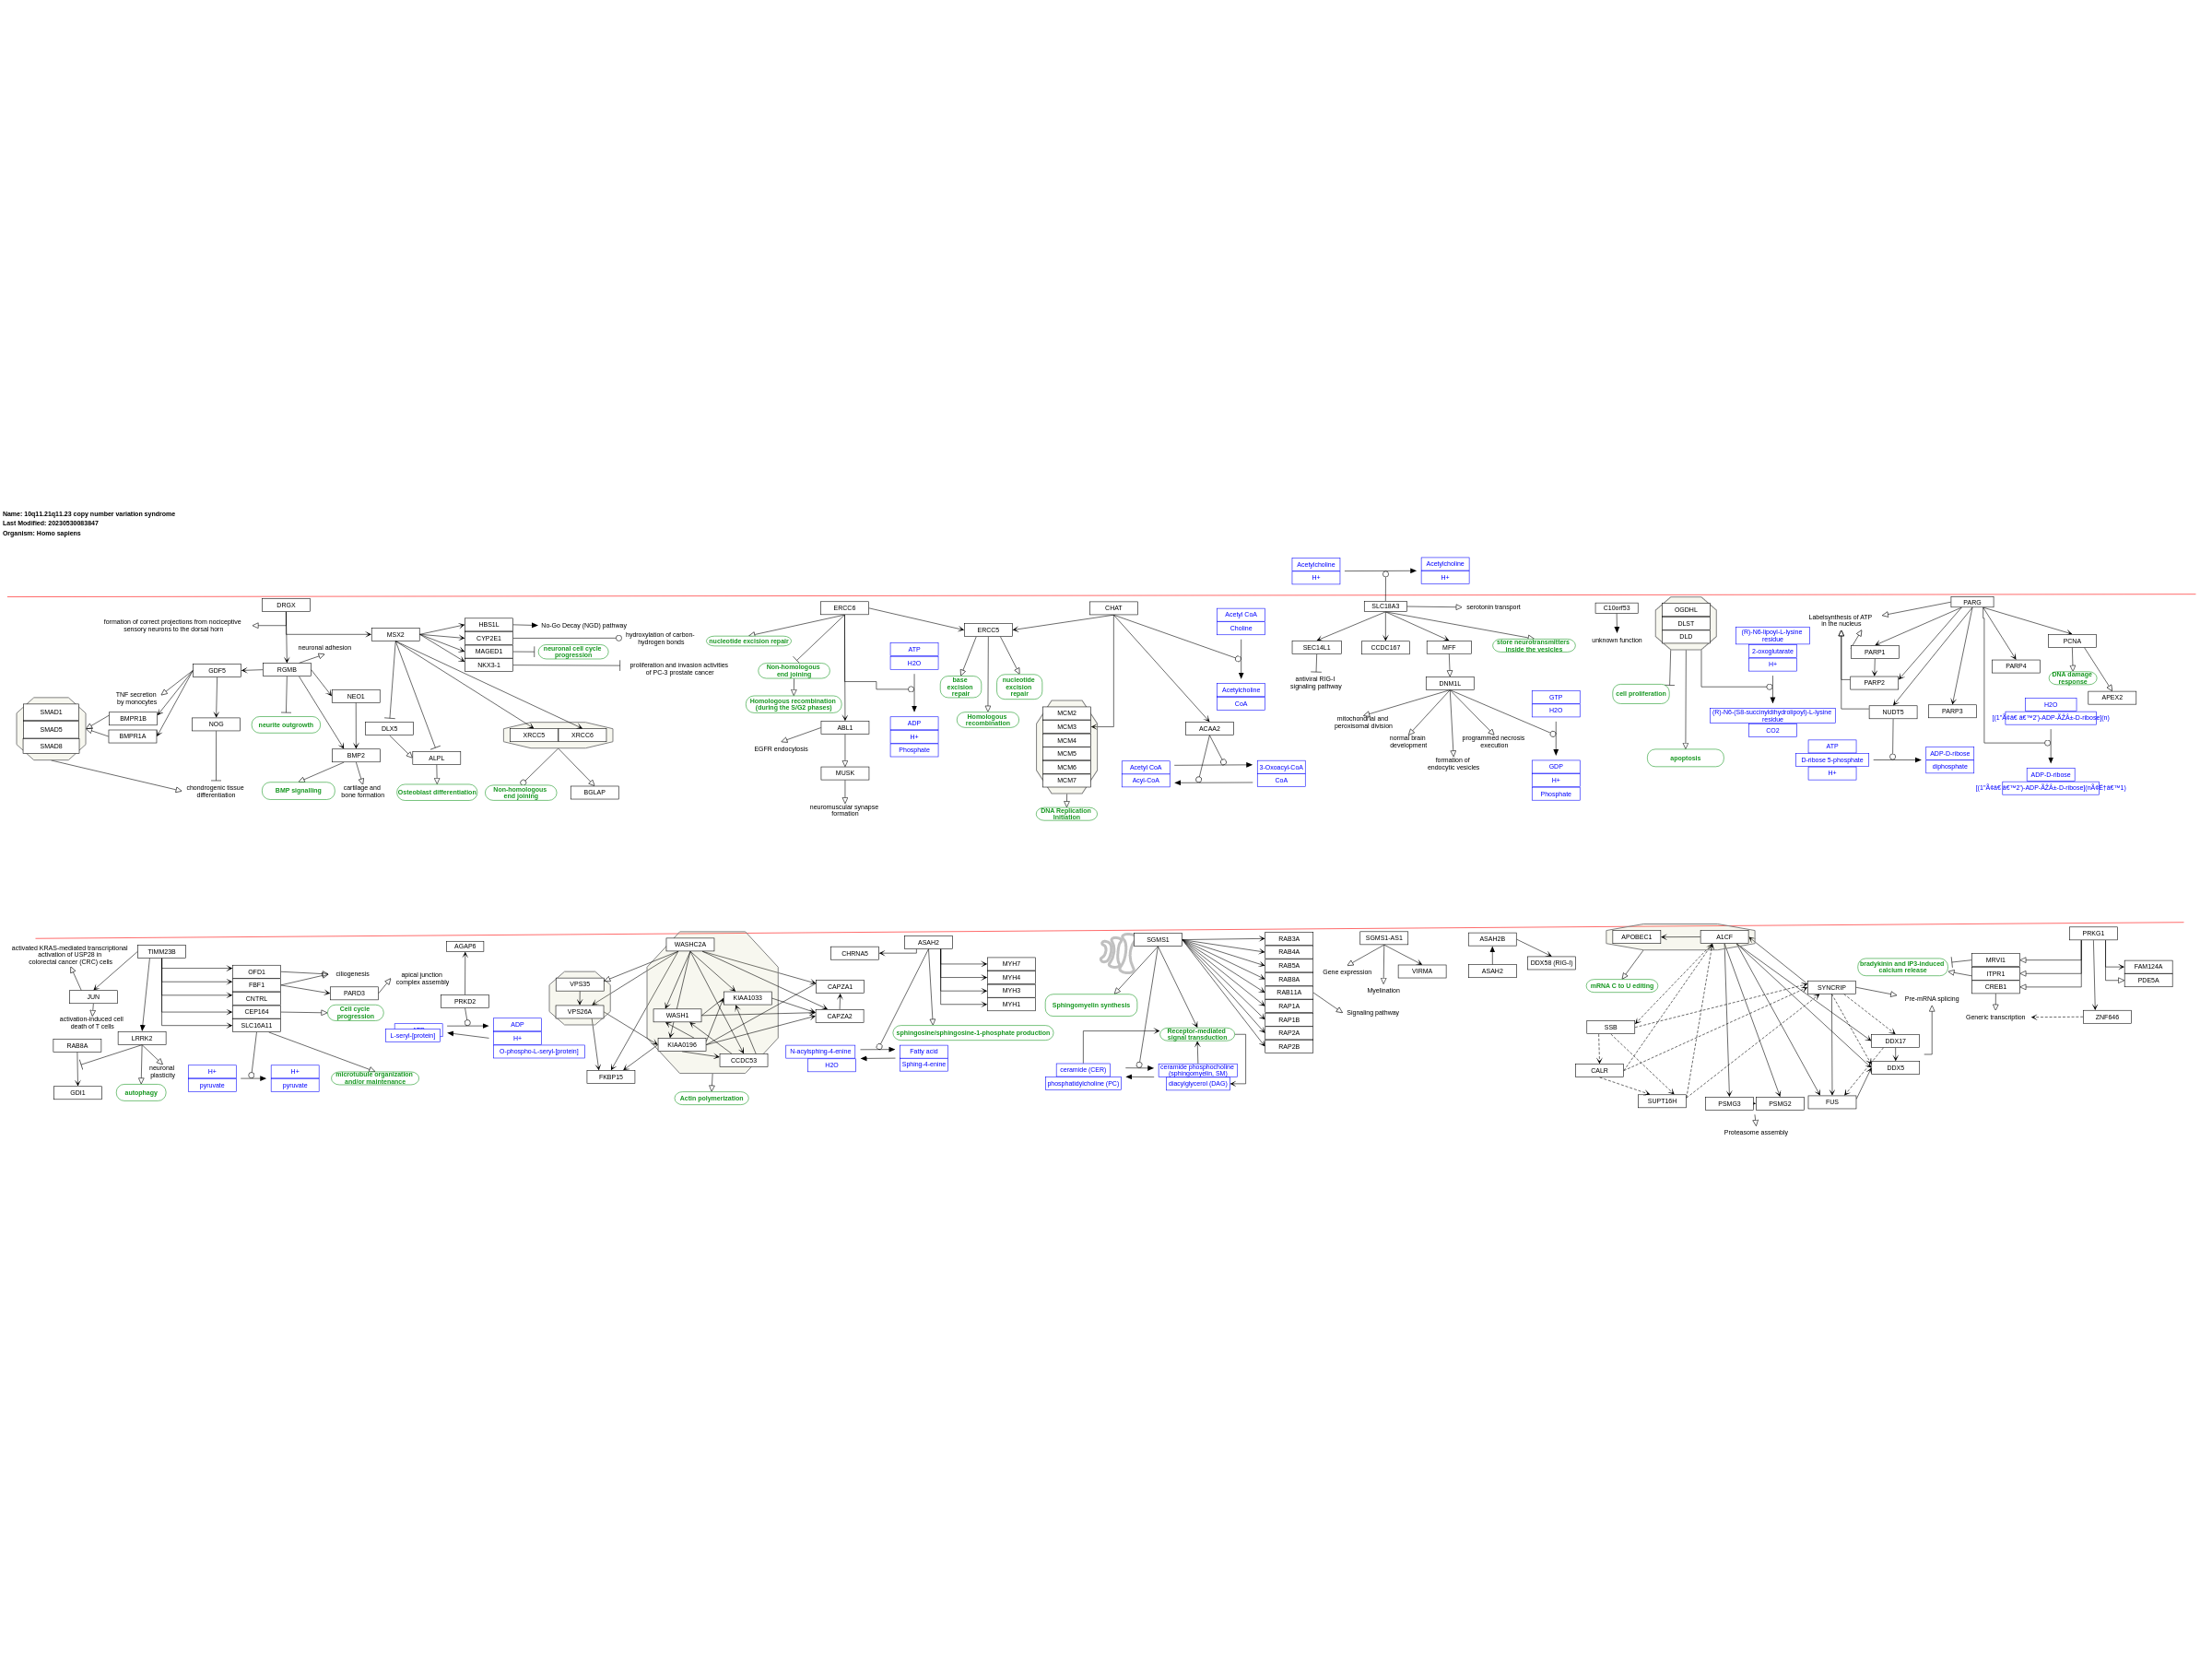 Name: 10q11.21q11.23 copy number variation syndrome
Last Modified: 20230530083847
Organism: Homo sapiens
Acetylcholine
H+
Acetylcholine
H+
DRGX
formation of correct projections from nociceptive
sensory neurons to the dorsal horn
MSX2
HBS1L
CYP2E1
MAGED1
NKX3-1
No-Go Decay (NGD) pathway
hydroxylation of carbon-
hydrogen bonds
neuronal cell cycle
progression
proliferation and invasion activities
of PC-3 prostate cancer
neuronal adhesion
GDF5
RGMB
NEO1
TNF secretion
by monocytes
SMAD1
SMAD5
SMAD8
BMPR1B
BMPR1A
NOG
neurite outgrowth
DLX5
BMP2
ALPL
XRCC5
XRCC6
chondrogenic tissue
differentiation
BMP signalling
cartilage and
bone formation
Osteoblast differentiation
Non-homologous
end joining
BGLAP
ERCC6
nucleotide excision repair
Non-homologous
end joining
Homologous recombination
(during the S/G2 phases)
ABL1
EGFR endocylosis
MUSK
neuromuscular synapse
formation
ATP
H2O
ADP
H+
Phosphate
ERCC5
base
excision
repair
nucleotide
excision
repair
Homologous
recombination
CHAT
MCM2
MCM3
MCM4
MCM5
MCM6
MCM7
DNA Replication
Initiation
Acetyl CoA
Choline
Acetylcholine
CoA
ACAA2
Acetyl CoA
Acyl-CoA
3-Oxoacyl-CoA
CoA
SLC18A3
serotonin transport
SEC14L1
CCDC167
MFF
store neurotransmitters
inside the vesicles
antiviral RIG-I
signaling pathway
DNM1L
mitochondrial and
peroxisomal division
normal brain
development
formation of
endocytic vesicles
programmed necrosis
execution
GTP
H2O
GDP
H+
Phosphate
C10orf53
unknown function
OGDHL
DLST
DLD
cell proliferation
apoptosis
(R)-N6-lipoyl-L-lysine
residue
2-oxoglutarate
H+
(R)-N6-(S8-succinyldihydrolipoyl)-L-lysine
residue
CO2
PARG
Labelsynthesis of ATP
in the nucleus
PARP1
PARP2
NUDT5
PARP3
PARP4
PCNA
DNA damage
response
APEX2
ATP
D-ribose 5-phosphate
H+
ADP-D-ribose
diphosphate
H2O
[(1''Ã¢â€ â€™2')-ADP-ÃŽÂ±-D-ribose](n)
ADP-D-ribose
[(1''Ã¢â€ â€™2')-ADP-ÃŽÂ±-D-ribose](nÃ¢Ë†â€™1)
activated KRAS-mediated transcriptional
activation of USP28 in
colorectal cancer (CRC) cells
TIMM23B
JUN
activation-induced cell
death of T cells
RAB8A
GDI1
LRRK2
autophagy
neuronal
plasticity
OFD1
FBF1
CNTRL
CEP164
SLC16A11
ciliogenesis
PARD3
apical junction
complex assembly
Cell cycle
progression
H+
pyruvate
H+
pyruvate
microtubule organization
and/or maintenance
AGAP6
PRKD2
L-seryl-[protein]
ADP
H+
O-phospho-L-seryl-[protein]
WASHC2A
VPS35
VPS26A
KIAA1033
WASH1
KIAA0196
CCDC53
FKBP15
Actin polymerization
CAPZA1
CAPZA2
CHRNA5
ASAH2
MYH7
MYH4
MYH3
MYH1
sphingosine/sphingosine-1-phosphate production
N-acylsphing-4-enine
H2O
Fatty acid
Sphing-4-enine
SGMS1
Sphingomyelin synthesis
Receptor-mediated
signal transduction
ceramide (CER)
phosphatidylcholine (PC)
ceramide phosphocholine
(sphingomyelin, SM)
diacylglycerol (DAG)
RAB3A
RAB4A
RAB5A
RAB8A
RAB11A
RAP1A
RAP1B
RAP2A
RAP2B
Signaling pathway
SGMS1-AS1
Gene expression
Myelination
VIRMA
ASAH2B
ASAH2
DDX58 (RIG-I)
APOBEC1
A1CF
mRNA C to U editing
SYNCRIP
Pre-mRNA splicing
SSB
CALR
SUPT16H
PSMG3
PSMG2
FUS
DDX17
DDX5
Proteasome assembly
PRKG1
bradykinin and IP3-induced
calcium release
MRVI1
ITPR1
CREB1
Generic transcription
ZNF646
FAM124A
PDE5A